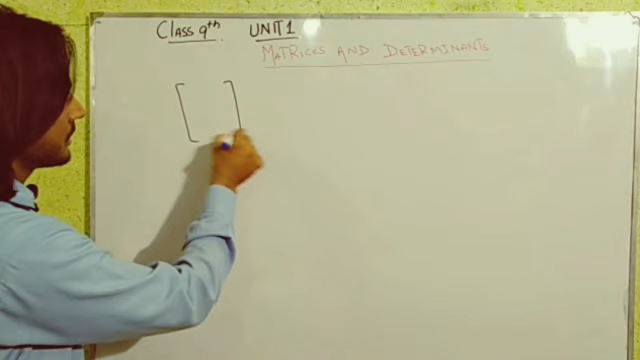 Class 9th UNIT 1
MATRICES AND DETERMINANTS
[ ]